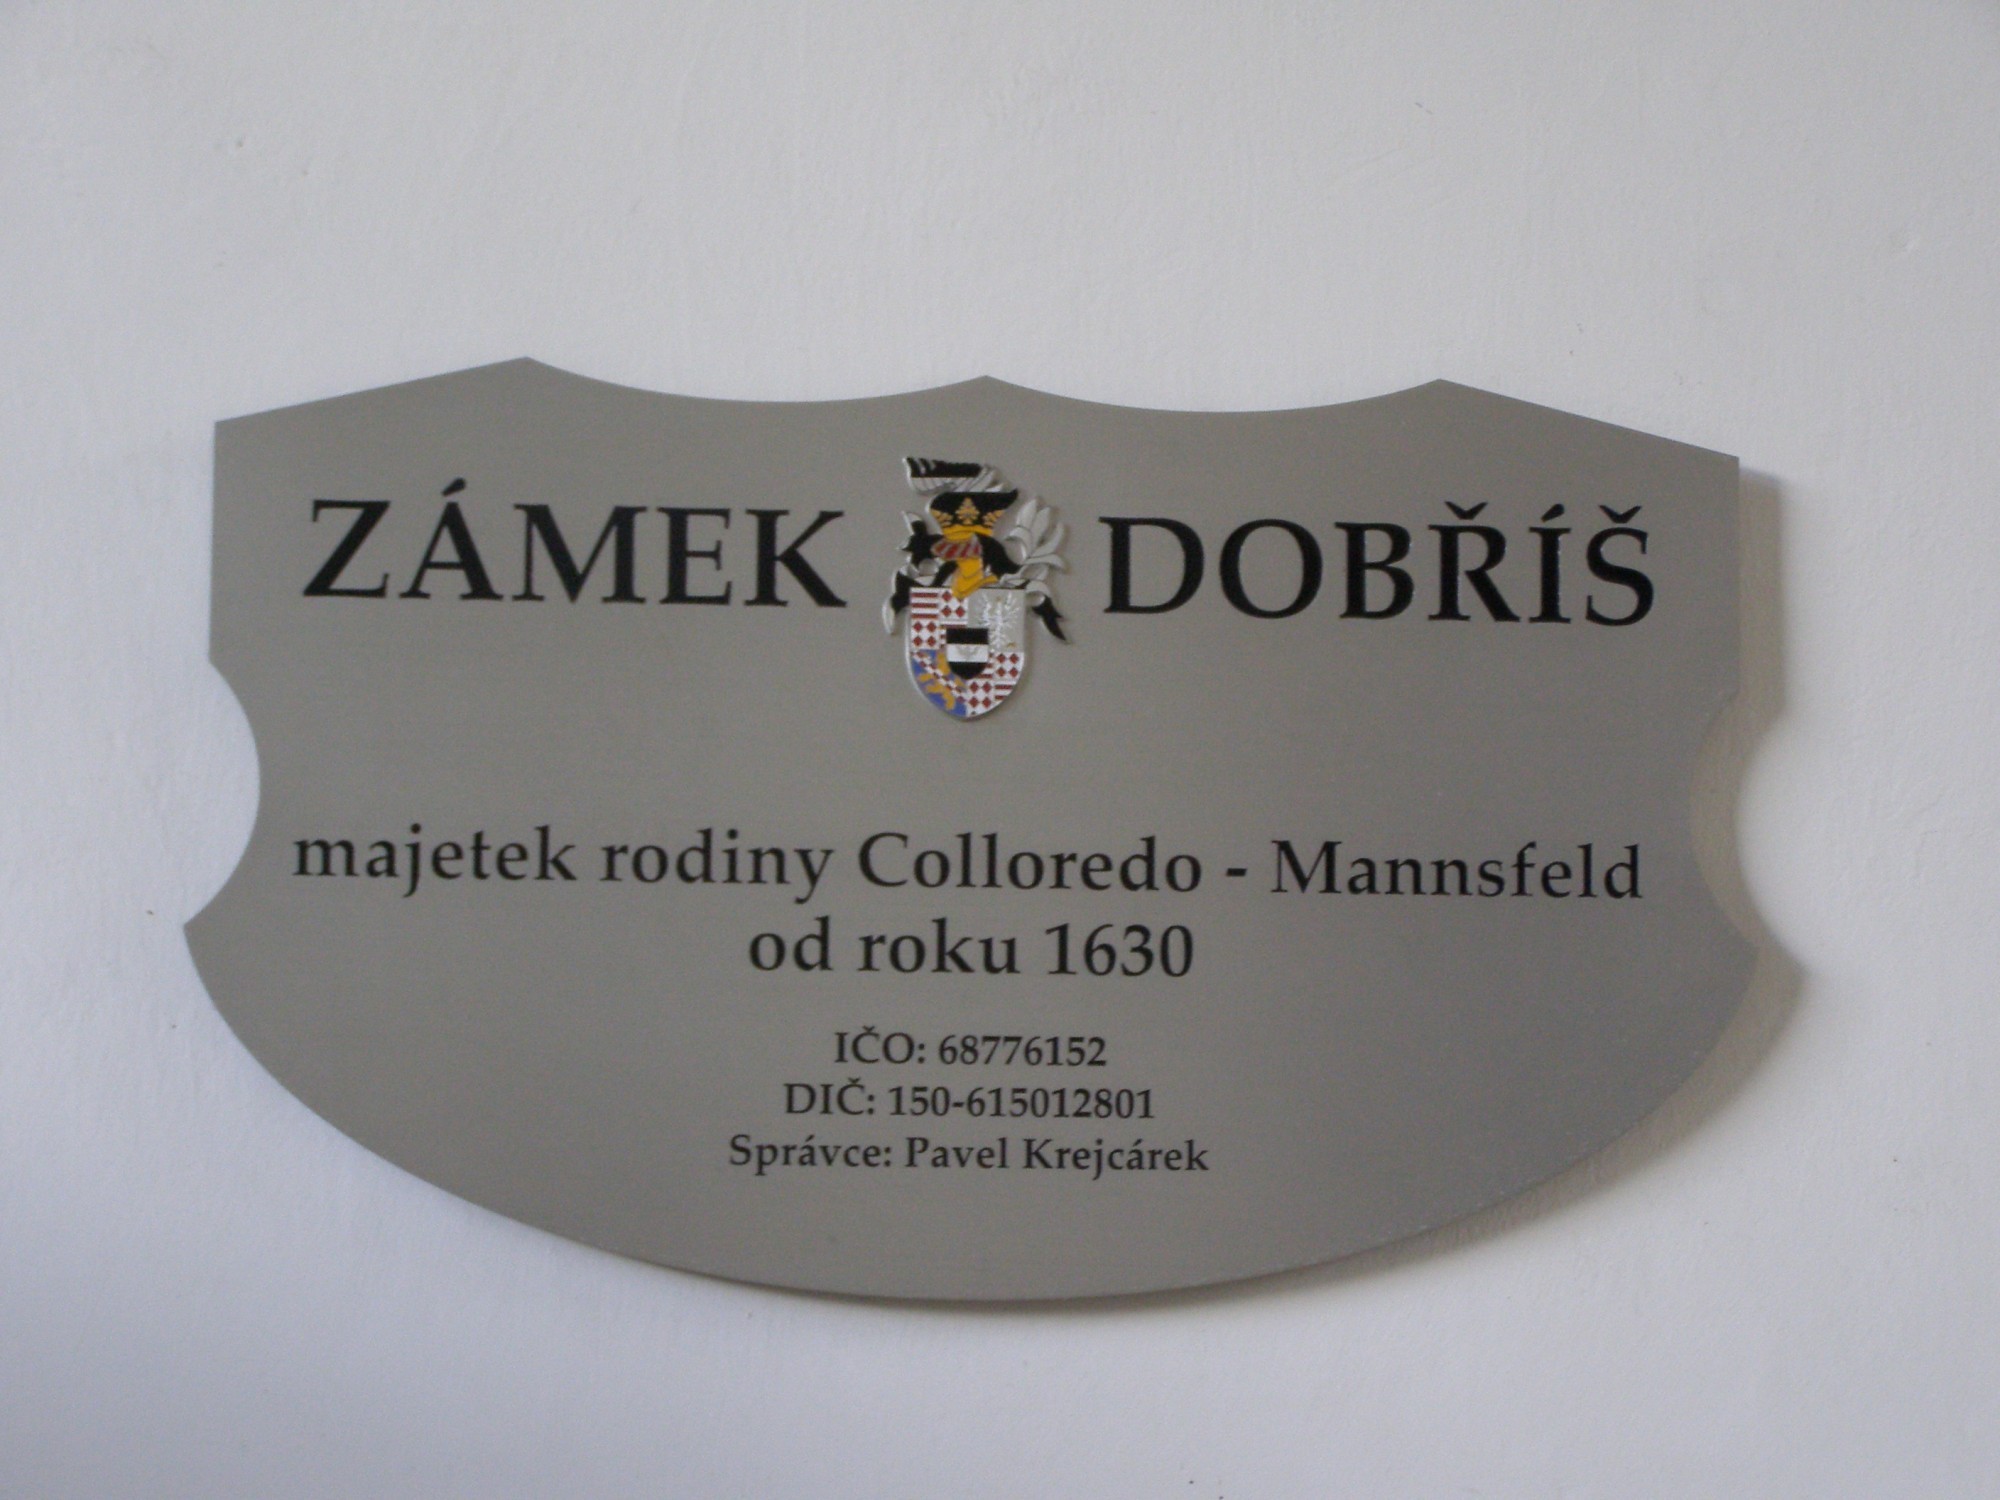 ZÁMEK DOBŘÍŠ
majetek rodiny Colloredo - Mannsfeld
od roku 1630
IČO: 68776152
DIČ: 150-615012801
Správce: Pavel Krejcárek